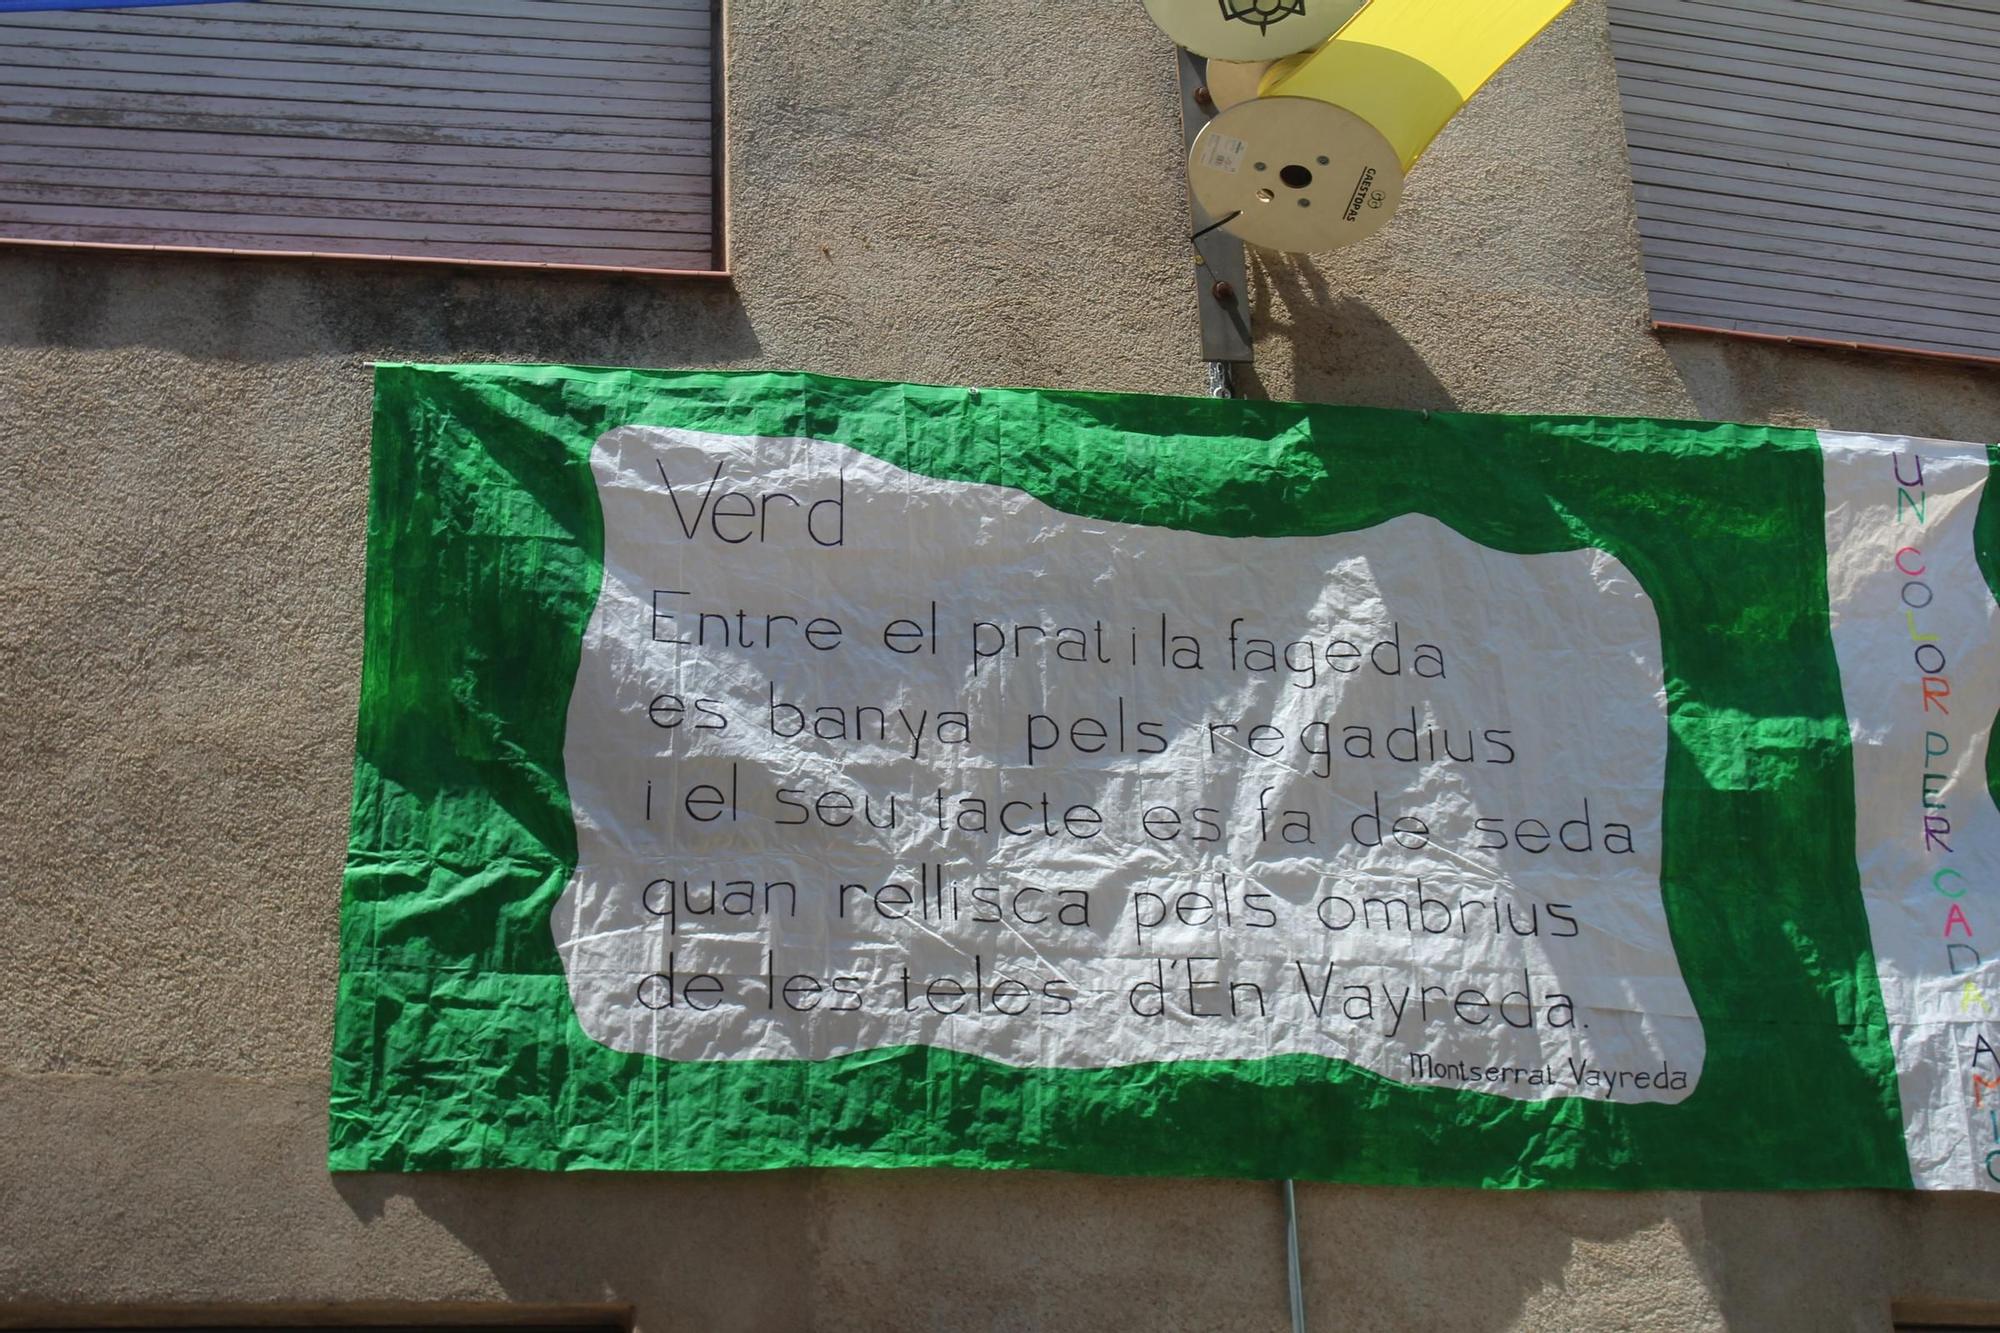 Verd
Entre el prat i la fageda
es banya pels regadius
i el seu tacte es fa de seda
quan rellisca pels ombrius
de les teles d'En Vayreda.
Montserrat Vayreda
UN COLOR PER CADA AMIC
CAESTOPAS